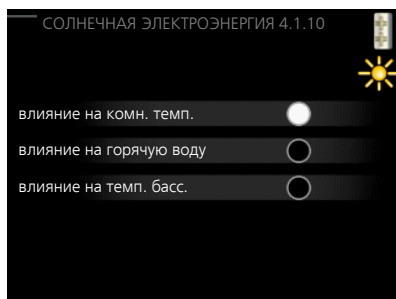 СОЛНЕЧНАЯ ЭЛЕКТРОЭНЕРГИЯ 4.1.10
влияние на комн. темп.
влияние на горячую воду
влияние на темп. басс.